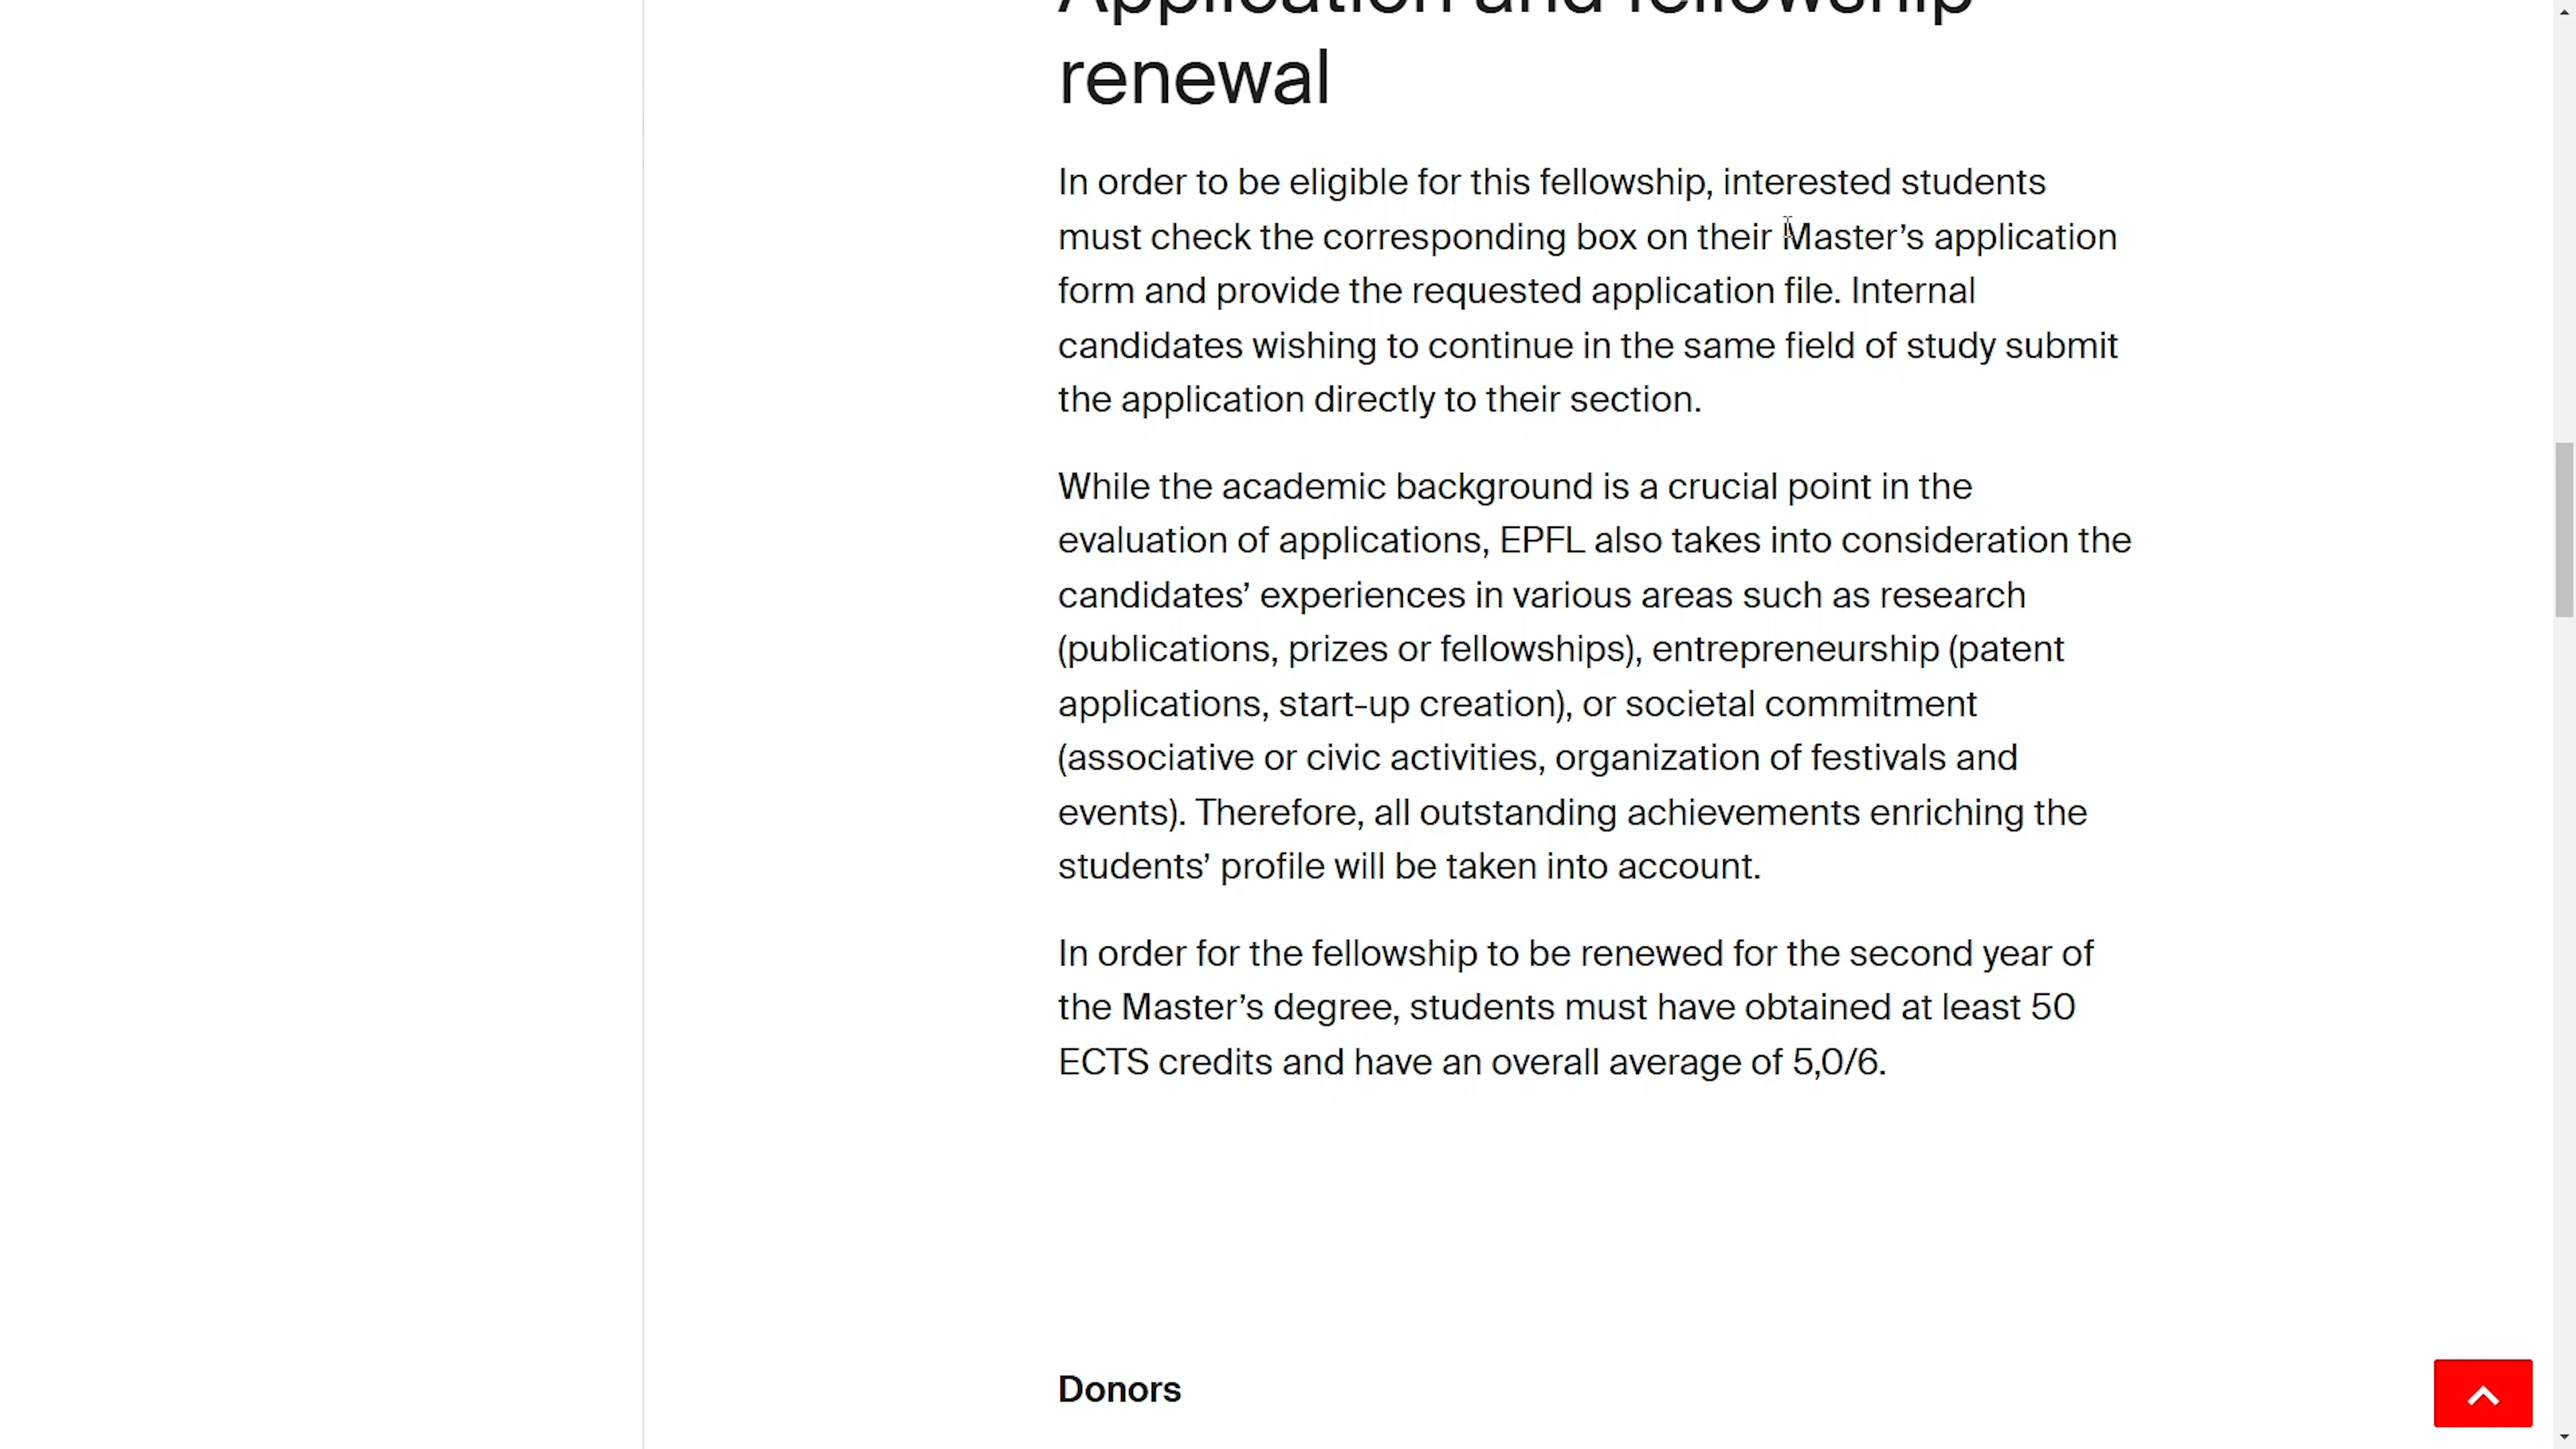 Application and fellowship
renewal
In order to be eligible for this fellowship, interested students
must check the corresponding box on their Master’s application
form and provide the requested application file. Internal
candidates wishing to continue in the same field of study submit
the application directly to their section.
While the academic background is a crucial point in the
evaluation of applications, EPFL also takes into consideration the
candidates’ experiences in various areas such as research
(publications, prizes or fellowships), entrepreneurship (patent
applications, start-up creation), or societal commitment
(associative or civic activities, organization of festivals and
events). Therefore, all outstanding achievements enriching the
students’ profile will be taken into account.
In order for the fellowship to be renewed for the second year of
the Master’s degree, students must have obtained at least 50
ECTS credits and have an overall average of 5,0/6.
Donors